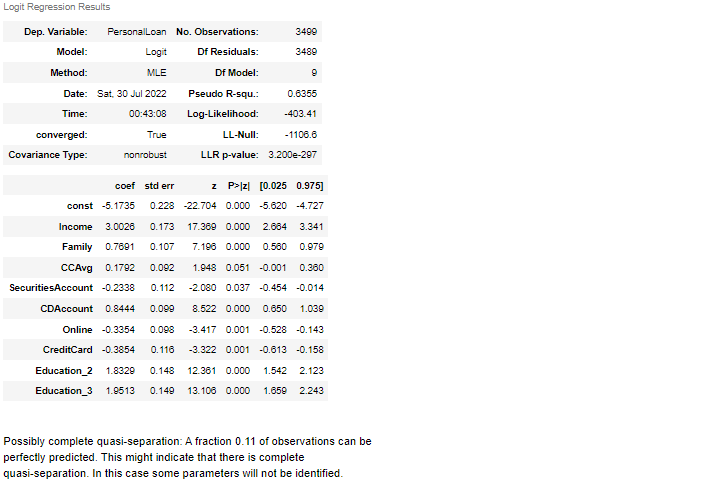 Logit Regression Results
Dep. Variable: PersonalLoan No. Observations: 3499
Model: Logit Df Residuals: 3489
Method: MLE Df Model: 9
Date: Sat, 30 Jul 2022 Pseudo R-squ.: 0.6355
Time: 00:43:08 Log-Likelihood: -403.41
converged: True LL-Null: -1106.6
Covariance Type: nonrobust LLR p-value: 3.200e-297
coef std err z P>|z| [0.025 0.975]
const -5.1735 0.228 -22.704 0.000 -5.620 -4.727
Income 3.0026 0.173 17.369 0.000 2.664 3.341
Family 0.7691 0.107 7.196 0.000 0.560 0.979
CCAvg 0.1792 0.092 1.948 0.051 -0.001 0.360
SecuritiesAccount -0.2338 0.112 -2.080 0.037 -0.454 -0.014
CDAccount 0.8444 0.099 8.522 0.000 0.650 1.039
Online -0.3354 0.098 -3.417 0.001 -0.528 -0.143
CreditCard -0.3854 0.116 -3.322 0.001 -0.613 -0.158
Education_2 1.8329 0.148 12.361 0.000 1.542 2.123
Education_3 1.9513 0.149 13.106 0.000 1.659 2.243
Possibly complete quasi-separation: A fraction 0.11 of observations can be
perfectly predicted. This might indicate that there is complete
quasi-separation. In this case some parameters will not be identified.